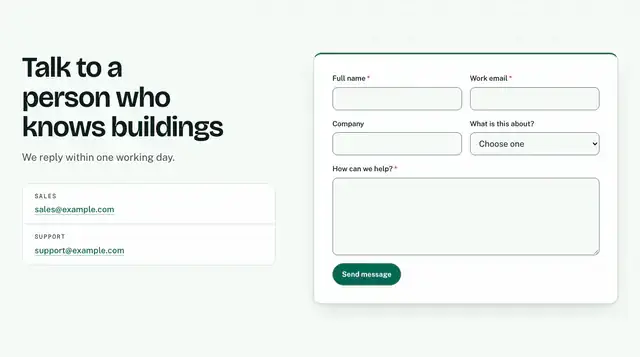 Talk to a
person who
knows buildings
We reply within one working day.
SALES
sales@example.com
SUPPORT
support@example.com
Full name *
Work email *
Company
What is this about?
Choose one
How can we help? *
Send message